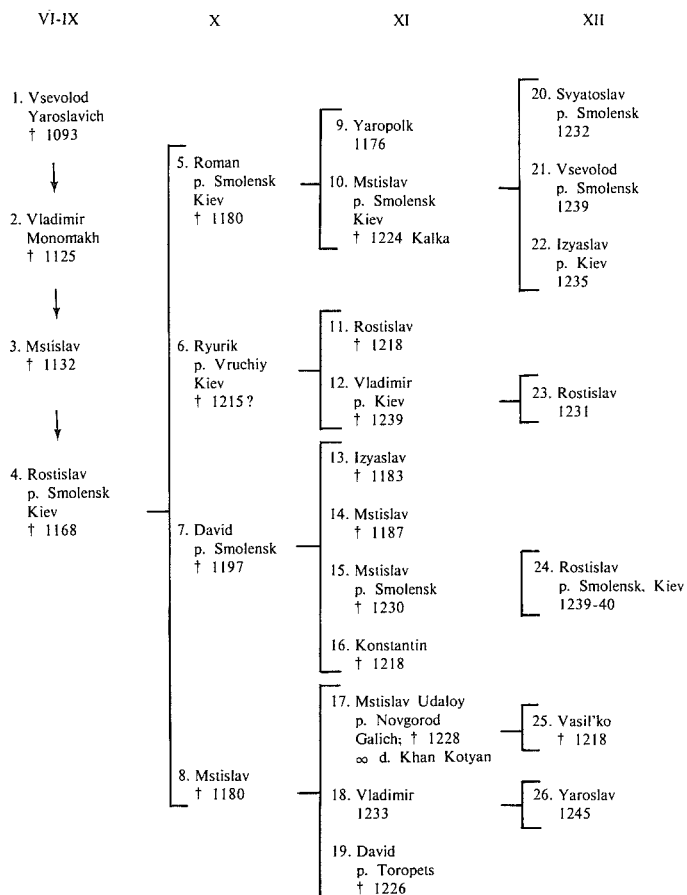 VI-IX
X
XI
XII
1. Vsevolod
Yaroslavich
† 1093
2. Vladimir
Monomakh
† 1125
3. Mstislav
† 1132
4. Rostislav
p. Smolensk
Kiev
† 1168
5. Roman
p. Smolensk
Kiev
† 1180
6. Ryurik
p. Vruchiy
Kiev
† 1215?
7. David
p. Smolensk
† 1197
8. Mstislav
† 1180
9. Yaropolk
1176
10. Mstislav
p. Smolensk
Kiev
† 1224 Kalka
11. Rostislav
† 1218
12. Vladimir
p. Kiev
† 1239
13. Izyaslav
† 1183
14. Mstislav
† 1187
15. Mstislav
p. Smolensk
† 1230
16. Konstantin
† 1218
17. Mstislav Udaloy
p. Novgorod
Galich; † 1228
∞ d. Khan Kotyan
18. Vladimir
1233
19. David
p. Toropets
† 1226
20. Svyatoslav
p. Smolensk
1232
21. Vsevolod
p. Smolensk
1239
22. Izyaslav
p. Kiev
1235
23. Rostislav
1231
24. Rostislav
p. Smolensk, Kiev
1239-40
25. Vasil'ko
† 1218
26. Yaroslav
1245